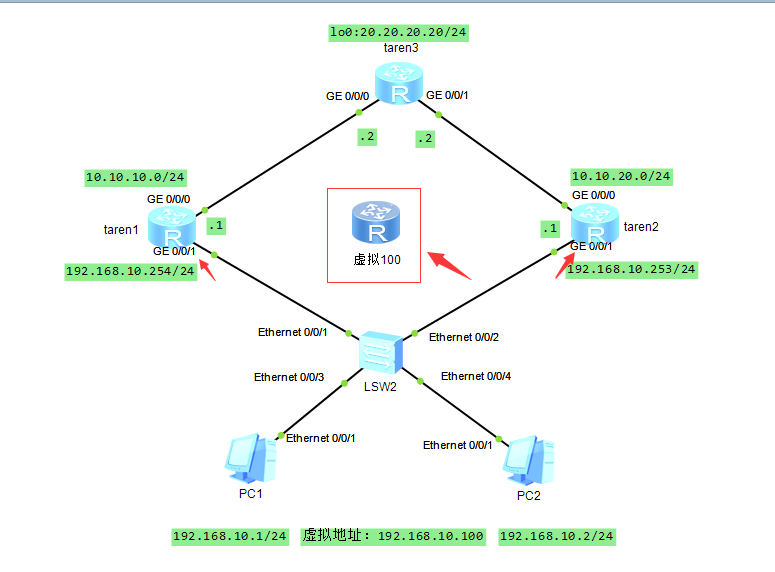 lo0:20.20.20.20/24
taren3
GE 0/0/0
GE 0/0/1
R
.2
.2
10.10.10.0/24
10.10.20.0/24
GE 0/0/0
GE 0/0/0
taren1
R
.1
虚拟100
R
.1
R
taren2
GE 0/0/1
GE 0/0/1
192.168.10.254/24
192.168.10.253/24
Ethernet 0/0/1
Ethernet 0/0/2
Ethernet 0/0/3
LSW2
Ethernet 0/0/4
Ethernet 0/0/1
Ethernet 0/0/1
PC1
PC2
192.168.10.1/24
虚拟地址：192.168.10.100
192.168.10.2/24